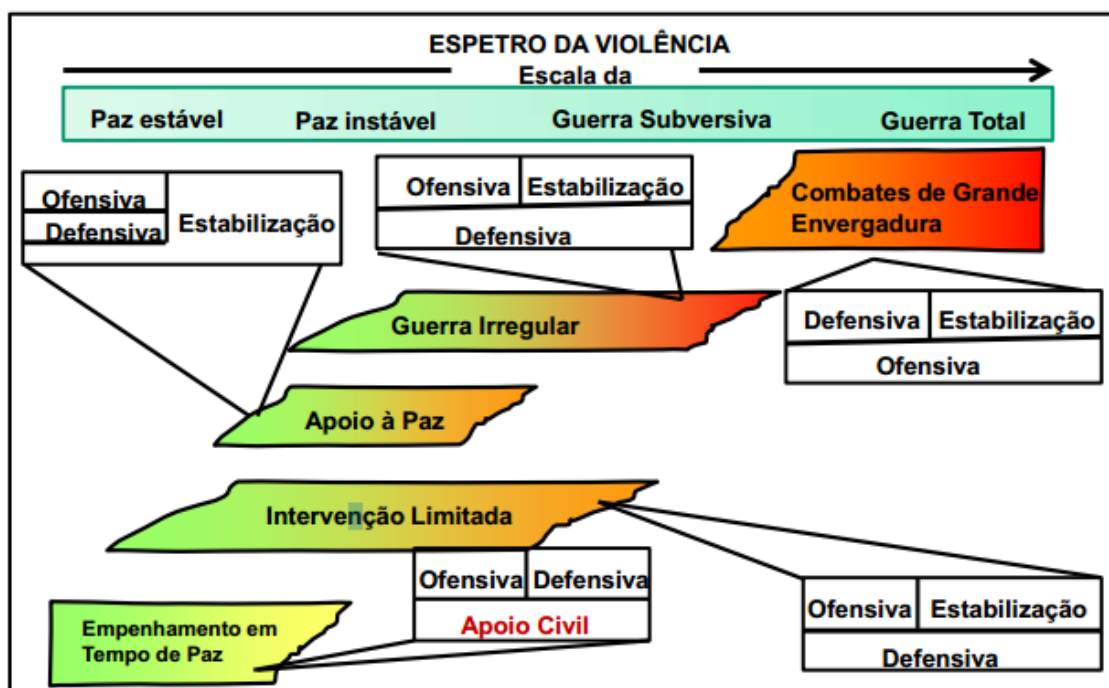 ESPETRO DA VIOLÊNCIA
Escala da
Paz estável
Paz instável
Guerra Subversiva
Guerra Total
Ofensiva
Defensiva
Estabilização
Ofensiva
Estabilização
Defensiva
Combates de Grande
Envergadura
Defensiva
Estabilização
Ofensiva
Guerra Irregular
Apoio à Paz
Intervenção Limitada
Ofensiva
Defensiva
Apoio Civil
Ofensiva
Estabilização
Defensiva
Empenhamento em
Tempo de Paz